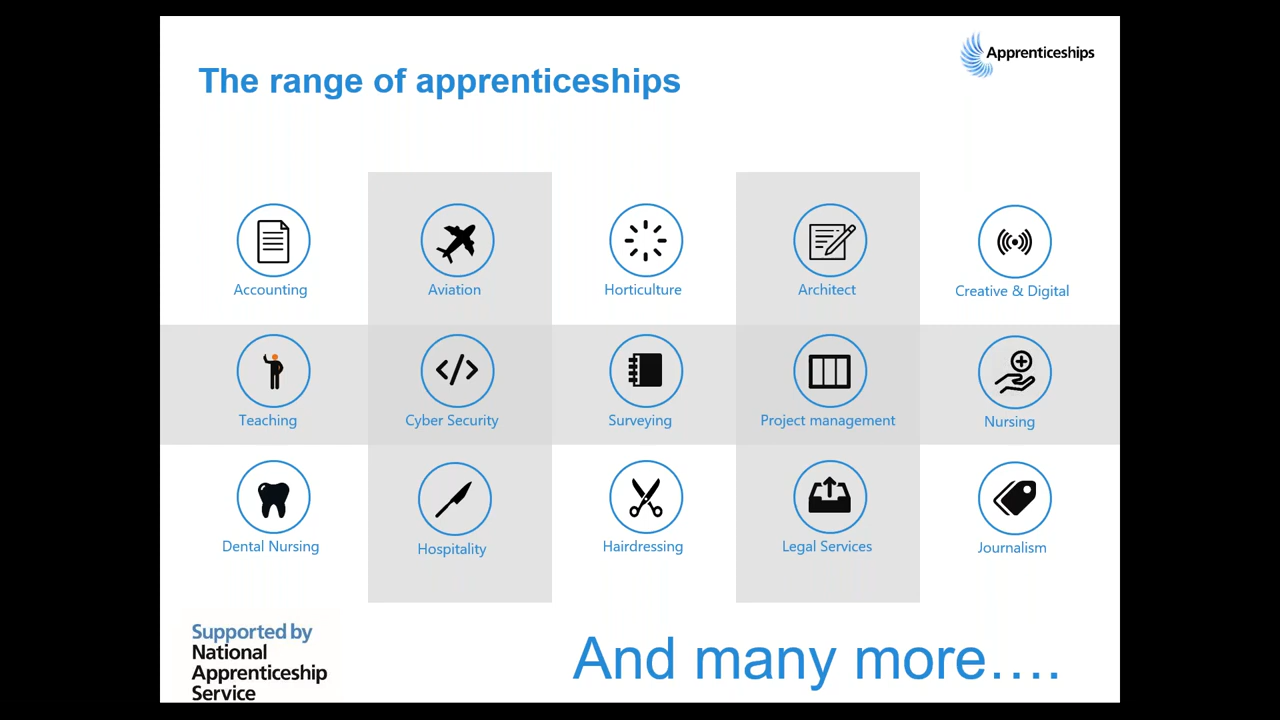 Apprenticeships
The range of apprenticeships
Accounting
Aviation
Horticulture
Architect
Creative & Digital
Teaching
Cyber Security
Surveying
Project management
Nursing
Dental Nursing
Hospitality
Hairdressing
Legal Services
Journalism
Supported by
National
Apprenticeship
Service
And many more....